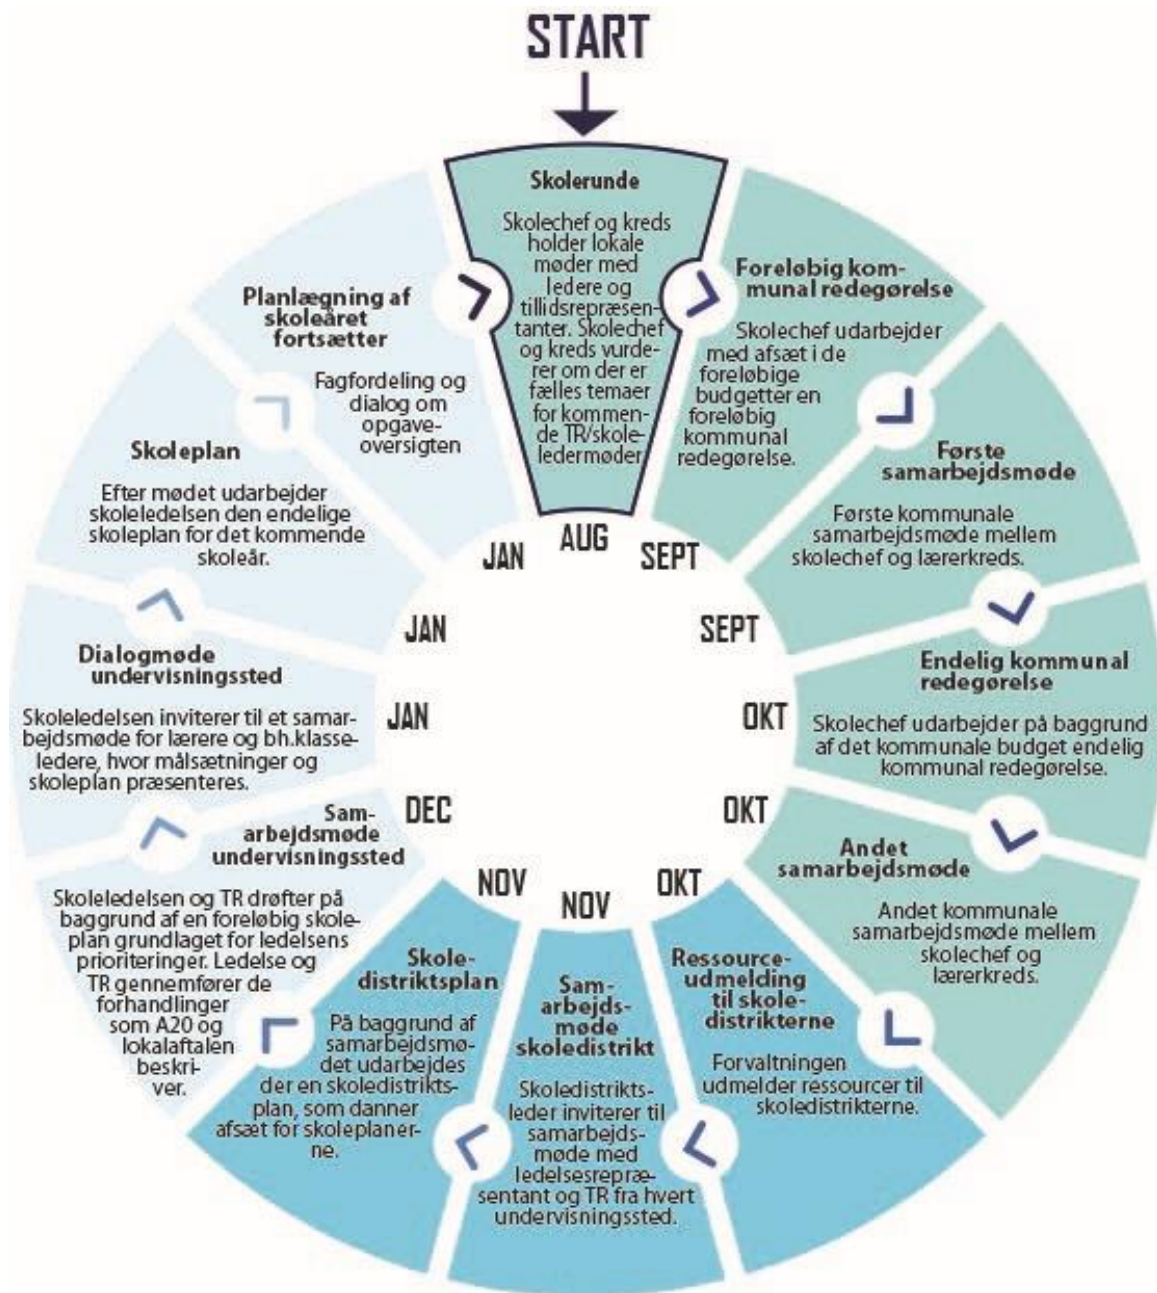 START
Skolerunde
Skolechef og kreds
holder lokale
møder med
ledere og
tillidsrepræsen-
tanter. Skolechef
og kreds vurde-
rer om der er
fælles temaer
for kommen-
de TR/skole-
ledermøder
AUG
Foreløbig kom-
munal redegørelse
Skolechef udarbejder
med afsæt i de
foreløbige
budgetter en
foreløbig
kommunal
redegørelse.
SEPT
Første
samarbejdsmøde
Første kommunale
samarbejdsmøde mellem
skolechef og lærerkreds.
SEPT
Endelig kommunal
redegørelse
Skolechef udarbejder på baggrund
af det kommunale budget endelig
kommunal redegørelse.
OKT
Andet
samarbejdsmøde
Andet kommunale
samarbejdsmøde mellem
skolechef og
lærerkreds.
OKT
Ressource-
udmelding
til skole-
distrikterne
Forvaltningen
udmelder ressourcer til
skoledistrikterne.
OKT
Sam-
arbejds-
møde
skoledistrikt
Skoledistrikts-
leder inviterer til
samarbejds-
møde med
ledelsesrepræ-
sentant og TR fra hvert
undervisningssted.
NOV
Skole-
distriktsplan
På baggrund af
samarbejdsmø-
det udarbejdes
der en skoledistrikts-
plan, som danner
afsæt for skoleplaner-
ne.
NOV
Sam-
arbejdsmøde
undervisningssted
Skoleledelsen og TR drøfter på
baggrund af en foreløbig skole-
plan grundlaget for ledelsens
prioriteringer. Ledelse og
TR gennemfører de
forhandlinger
som A20 og
lokalaftalen
beskri-
ver.
DEC
Dialogmøde
undervisningssted
Skoleledelsen inviterer til et samar-
bejdsmøde for lærere og bh.klasse-
ledere, hvor målsætninger og
skoleplan præsenteres.
JAN
Skoleplan
Efter mødet udarbejder
skoleledelsen den endelige
skoleplan for det kommende
skoleår.
JAN
Planlægning af
skoleåret
fortsætter
Fagfordeling og
dialog om
opgave-
oversigten
JAN